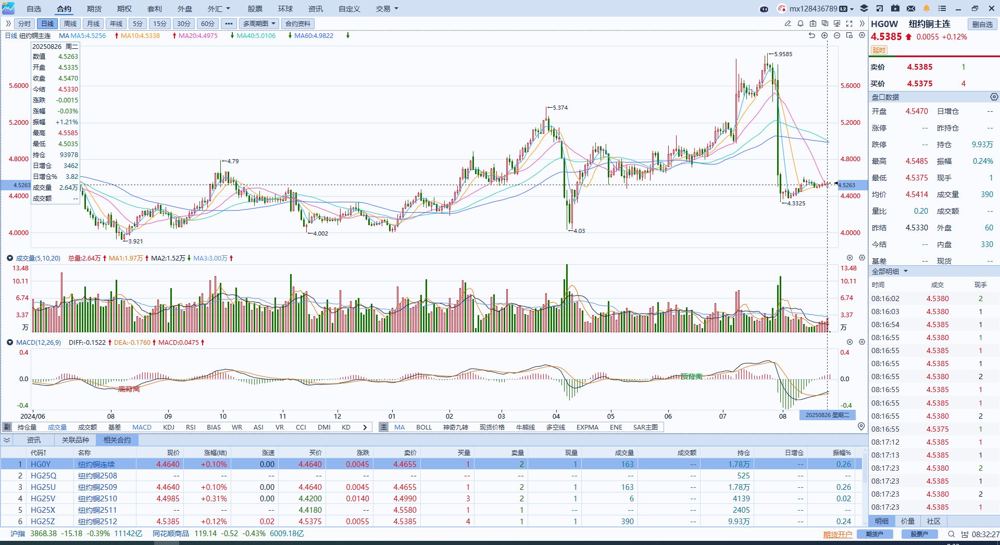 自选 合约 期货 期权 套利 外盘 外汇 股票 环球 资讯 自定义 交易 mx128436789 L2
分时 日线 周线 月线 年线 5分 15分 30分 60分 ••• 多周期图 合约资料
日线 纽约铜主连 MA MA5:4.5256 MA10:4.5338 MA20:4.4975 MA40:5.0106 MA60:4.9822
20250826 周二
数值 4.5263
开盘 4.5335
收盘 4.5470
今结 4.5330
涨跌 -0.0015
涨幅 -0.03%
振幅 +1.21%
最高 4.5585
最低 4.5035
持仓 93978
日增仓 3462
日增仓% 3.82
成交量 2.64万
成交额 --
5.6000
5.2000
4.8000
4.5263
4.4000
4.0000
5.9585
5.374
4.79
4.3325
4.03
4.002
3.921
5.6000
5.2000
4.8000
4.5263
4.4000
4.0000
成交量(5,10,20) 总量:2.64万 MA1:1.97万 MA2:1.52万 MA3:3.00万
13.48 13.48
10.11 10.11
6.74 6.74
3.37 3.37
万 万
MACD(12,26,9) DIFF:-0.1522 DEA:-0.1760 MACD:0.0475
0.4 0.4
0.0 0.0
-0.4 -0.4
底背离
顶背离
2024/06 08 09 10 11 12 01 02 03 04 05 06 07 08 20250826 星期二
副 持仓量 成交量 成交额 基差 MACD KDJ RSI BIAS WR ASI VR CCI DMI KD 主 MA BOLL 神奇九转 现货价格 牛熊线 多空线 EXPMA ENE SAR主图
资讯 关联品种 相关合约
代码↑ 名称 现价 涨幅(结) 涨速 买价 涨跌 卖价 买量 卖量 现量 成交量 成交额 持仓 日增仓 振幅%
1 HG0Y 纽约铜连续 4.4640 +0.10% 0.00 4.4640 0.0045 4.4655 1 2 1 163 -- 1.78万 -- 0.26
2 HG25Q 纽约铜2508 -- -- -- -- -- -- -- -- -- -- -- 525 -- --
3 HG25U 纽约铜2509 4.4640 +0.10% 0.00 4.4640 0.0045 4.4655 1 2 1 163 -- 1.78万 -- 0.26
4 HG25V 纽约铜2510 4.4985 +0.31% 0.00 4.4200 0.0140 4.4990 3 2 1 6 -- 4139 -- 0.02
5 HG25X 纽约铜2511 -- -- -- 4.4180 -- 4.5580 1 1 -- -- -- 2405 -- --
6 HG25Z 纽约铜2512 4.5385 +0.12% 0.02 4.5375 0.0055 4.5385 4 1 1 390 -- 9.93万 -- 0.24
沪指 3868.38 -15.18 -0.39% 11142亿 同花顺商品 119.14 -0.52 -0.43% 6009.18亿 期货开户 期货户 股票户 08:32:27
HG0W 纽约铜主连 删自选
4.5385 0.0055 +0.12%
延时
卖价 4.5385 1
买价 4.5375 4
盘口数据
开盘 4.5470 日增仓 --
涨停 -- 昨持仓 --
跌停 -- 持仓 9.93万
最高 4.5485 振幅 0.24%
最低 4.5375 现手 1
均价 4.5414 成交量 390
量比 0.20 成交额 --
昨结 4.5330 外盘 60
今结 -- 内盘 330
基差 -- 现货 --
全部明细
时间 成交 现手
08:16:02 4.5380 2
08:16:03 4.5380 1
08:16:54 4.5385 1
08:16:55 4.5380 1
08:16:55 4.5385 1
08:16:55 4.5385 1
08:16:55 4.5380 2
08:16:55 4.5385 1
08:16:55 4.5385 1
08:16:55 4.5380 2
08:16:55 4.5375 1
08:17:12 4.5385 1
08:17:13 4.5385 1
08:17:23 4.5380 2
08:17:23 4.5385 1
08:17:23 4.5380 2
08:17:23 4.5385 1
明细 价量 社区